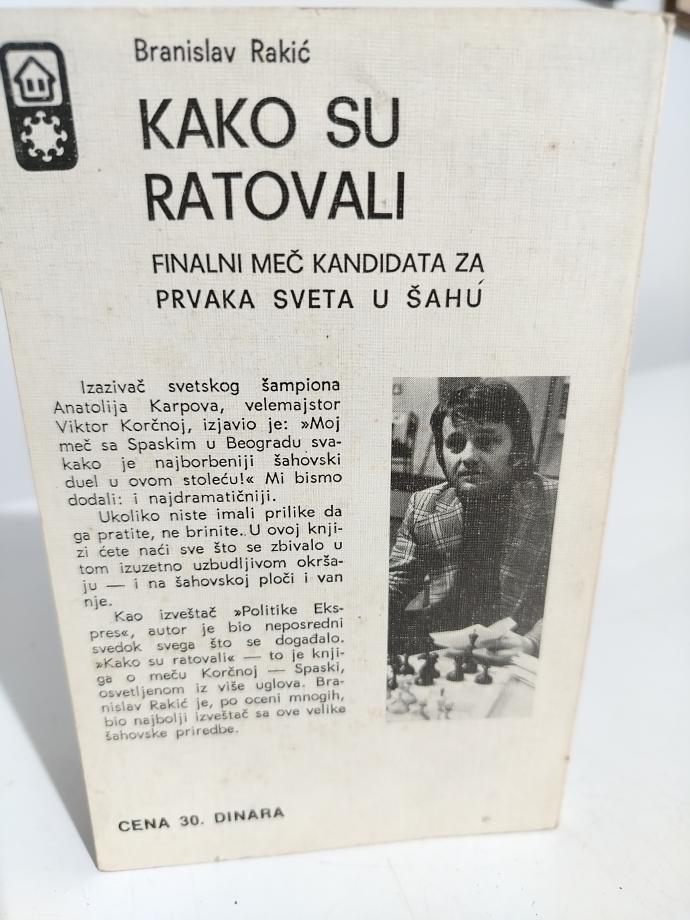 Branislav Rakić
KAKO SU
RATOVALI
FINALNI MEČ KANDIDATA ZA
PRVAKA SVETA U ŠAHU
Izazivač svetskog šampiona
Anatolija Karpova, velemajstor
Viktor Korčnoj, izjavio je: »Moj
meč sa Spaskim u Beogradu sva-
kako je najborbeniji šahovski
duel u ovom stoleću!« Mi bismo
dodali: i najdramatičniji.
Ukoliko niste imali prilike da
ga pratite, ne brinite. U ovoj knji-
zi ćete naći sve što se zbivalo u
tom izuzetno uzbudljivom okrša-
ju — i na šahovskoj ploči i van
nje.
Kao izveštač »Politike Eks-
pres«, autor je bio neposredni
svedok svega što se događalo.
»Kako su ratovali« — to je knji-
ga o meču Korčnoj — Spaski,
osvetljenom iz više uglova. Bra-
nislav Rakić je, po oceni mnogih,
bio najbolji izveštač sa ove velike
šahovske priredbe.
CENA 30. DINARA